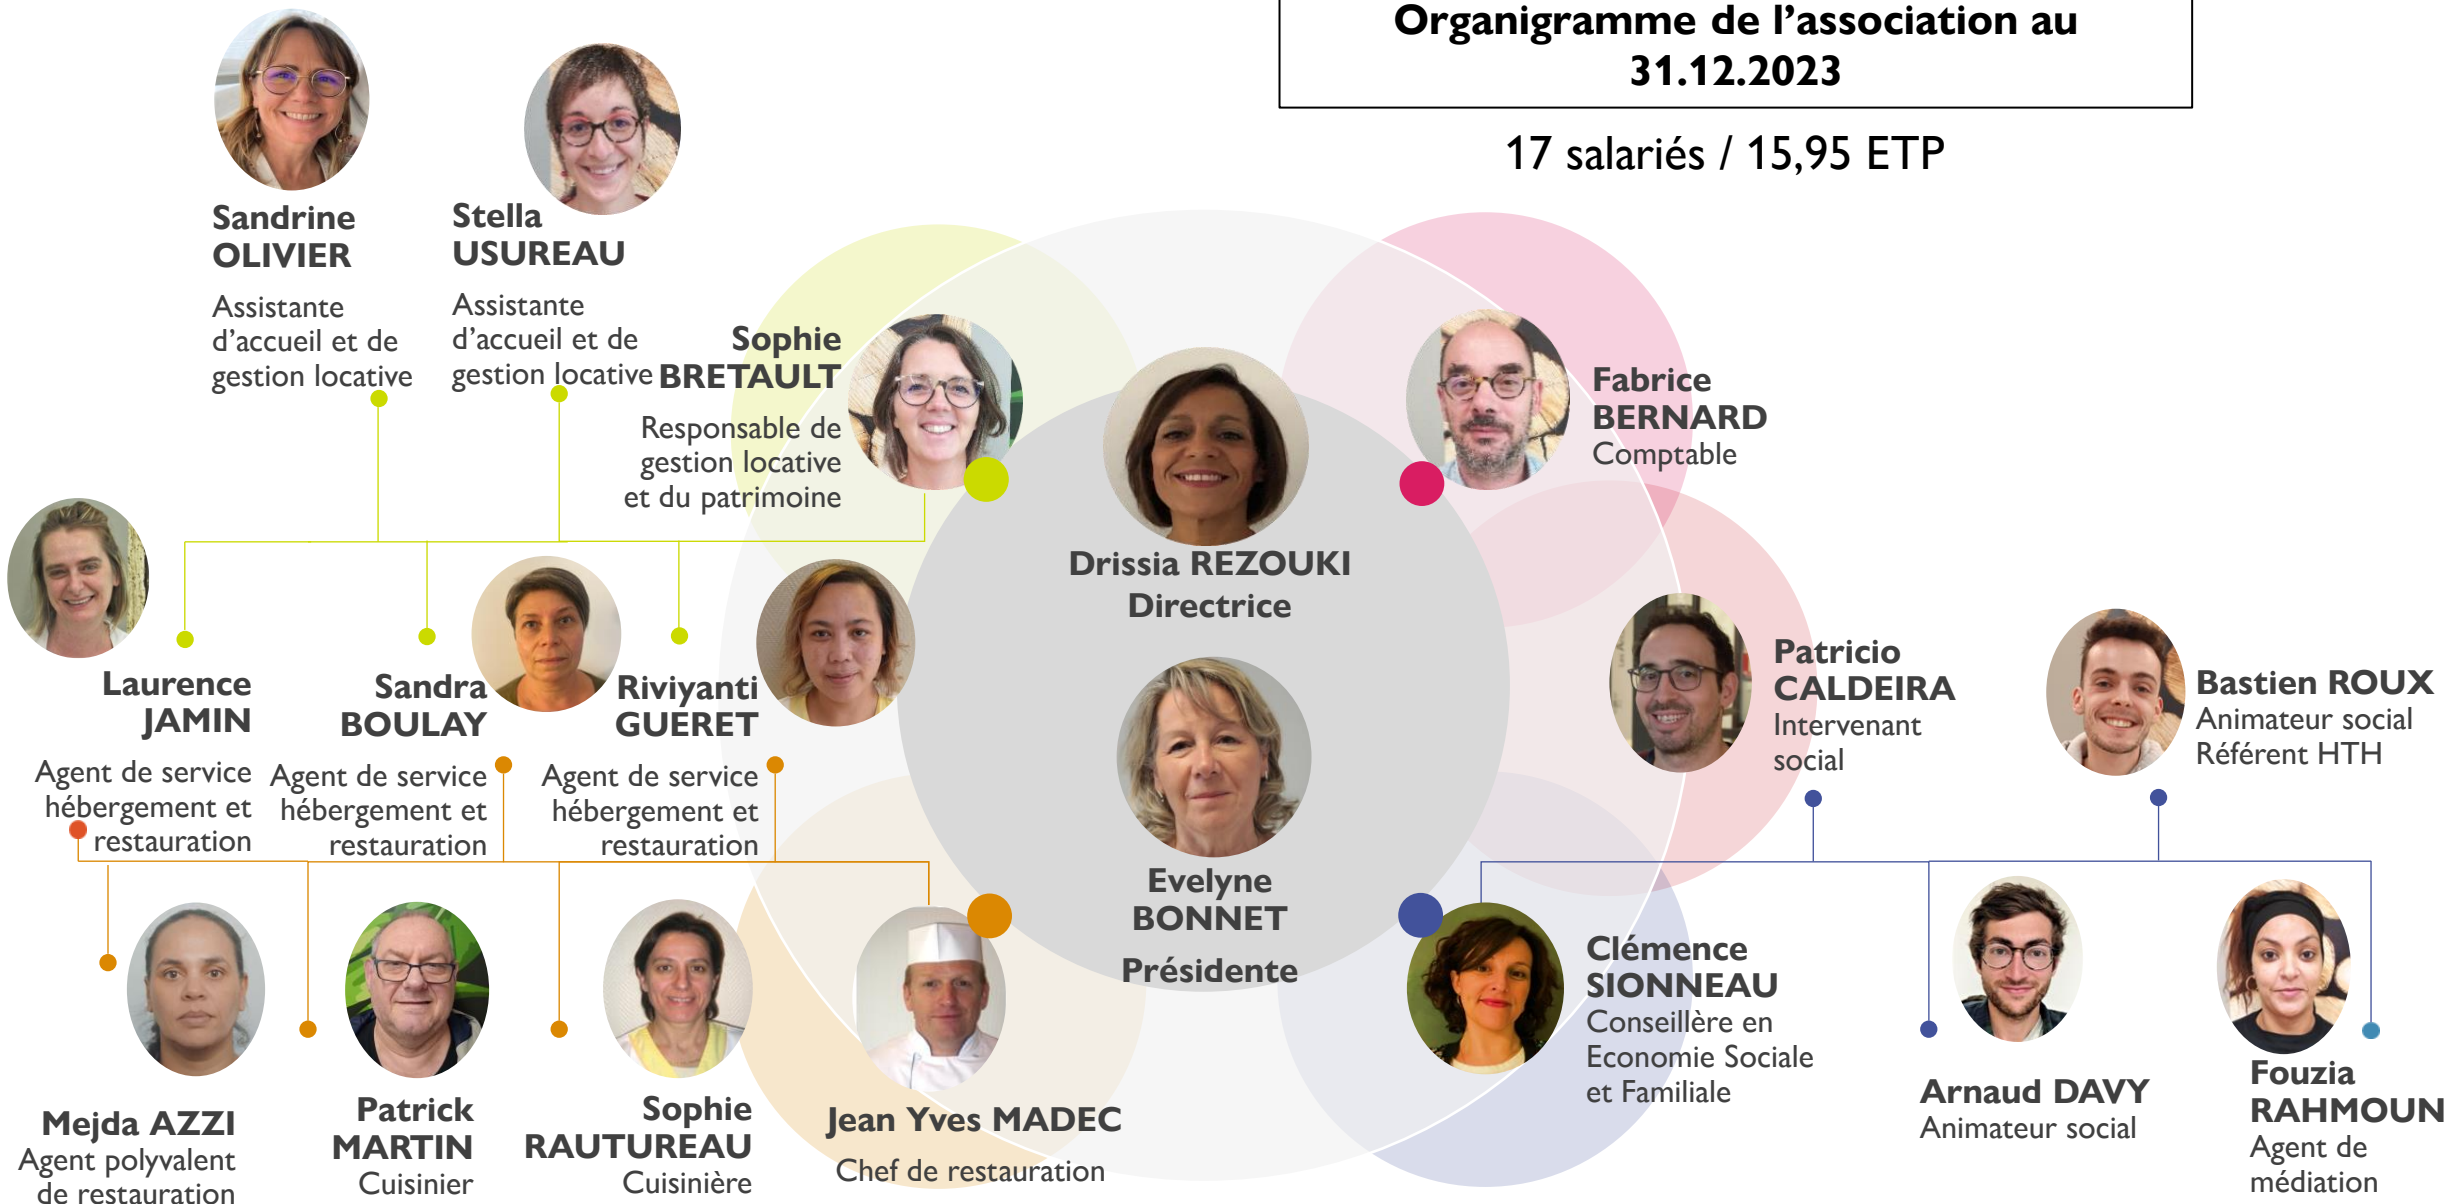 Organigramme de l’association au
31.12.2023
17 salariés / 15,95 ETP
Sandrine
OLIVIER
Assistante
d’accueil et de
gestion locative
Stella
USUREAU
Assistante
d’accueil et de
gestion locative
Sophie
BRETAULT
Responsable de
gestion locative
et du patrimoine
Drissia REZOUKI
Directrice
Fabrice
BERNARD
Comptable
Laurence
JAMIN
Agent de service
hébergement et
restauration
Sandra
BOULAY
Agent de service
hébergement et
restauration
Riviyanti
GUERET
Agent de service
hébergement et
restauration
Evelyne
BONNET
Présidente
Patricio
CALDEIRA
Intervenant
social
Bastien ROUX
Animateur social
Référent HTH
Mejda AZZI
Agent polyvalent
de restauration
Patrick
MARTIN
Cuisinier
Sophie
RAUTUREAU
Cuisinière
Jean Yves MADEC
Chef de restauration
Clémence
SIONNEAU
Conseillère en
Economie Sociale
et Familiale
Arnaud DAVY
Animateur social
Fouzia
RAHMOUN
Agent de
médiation